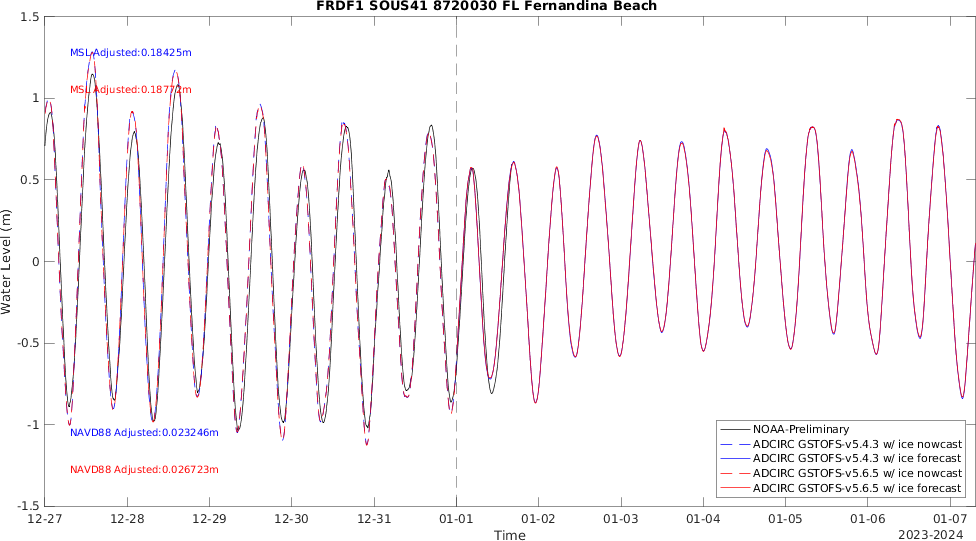 FRDF1 SOUS41 8720030 FL Fernandina Beach
1.5
1
0.5
0
-0.5
-1
-1.5
Water Level (m)
MSL Adjusted:0.18425m
MSL Adjusted:0.18772m
NAVD88 Adjusted:0.023246m
NAVD88 Adjusted:0.026723m
NOAA-Preliminary
ADCIRC GSTOFS-v5.4.3 w/ ice nowcast
ADCIRC GSTOFS-v5.4.3 w/ ice forecast
ADCIRC GSTOFS-v5.6.5 w/ ice nowcast
ADCIRC GSTOFS-v5.6.5 w/ ice forecast
12-27 12-28 12-29 12-30 12-31 01-01 01-02 01-03 01-04 01-05 01-06 01-07
Time
2023-2024